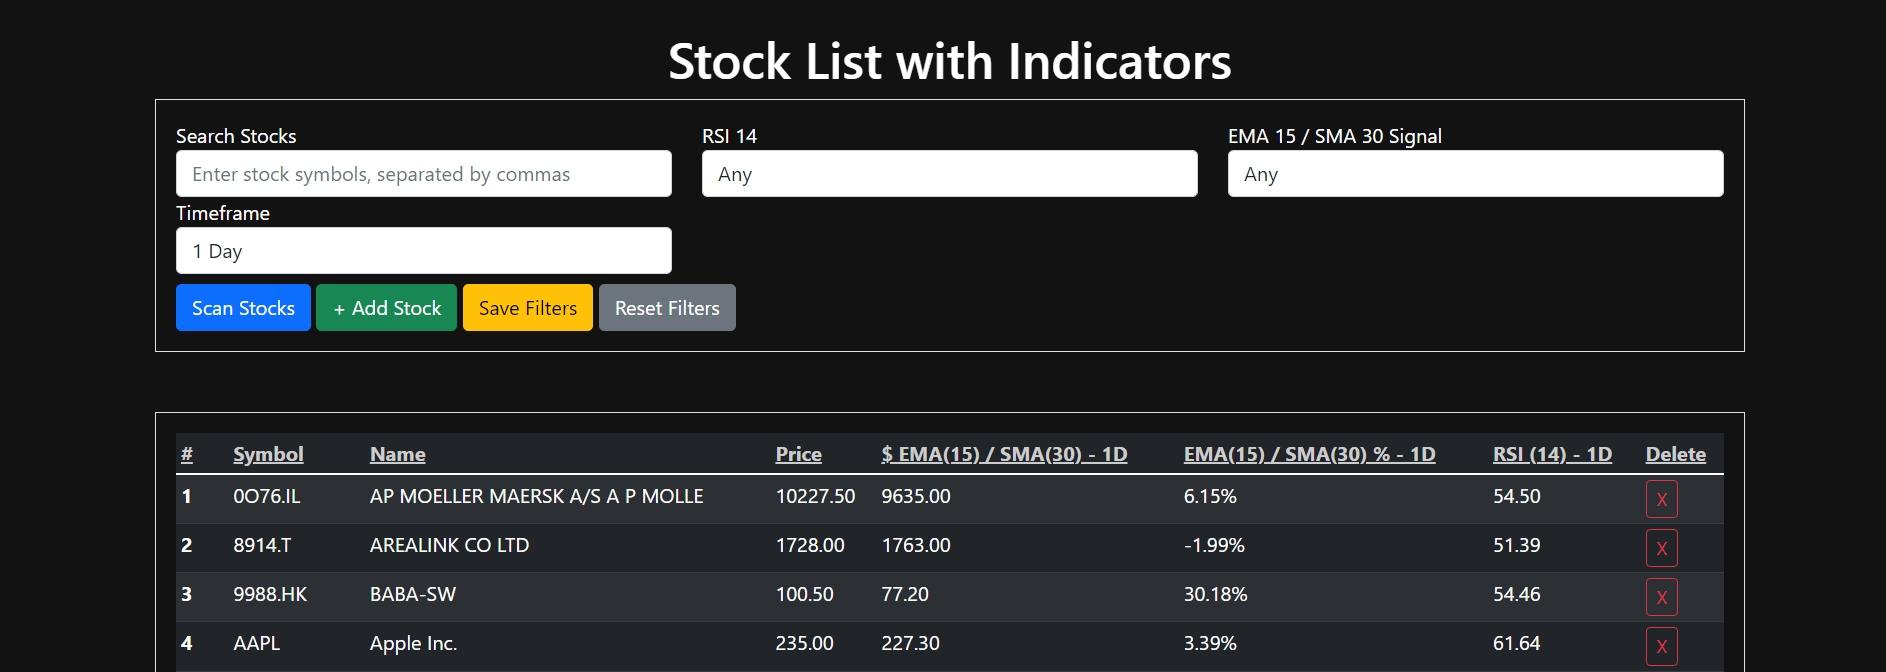 Stock List with Indicators
Search Stocks RSI 14 EMA 15 / SMA 30 Signal
Enter stock symbols, separated by commas Any Any
Timeframe
1 Day
Scan Stocks + Add Stock Save Filters Reset Filters
# Symbol Name Price $ EMA(15) / SMA(30) - 1D EMA(15) / SMA(30) % - 1D RSI (14) - 1D Delete
1 0O76.IL AP MOELLER MAERSK A/S A P MOLLE 10227.50 9635.00 6.15% 54.50 X
2 8914.T AREALINK CO LTD 1728.00 1763.00 -1.99% 51.39 X
3 9988.HK BABA-SW 100.50 77.20 30.18% 54.46 X
4 AAPL Apple Inc. 235.00 227.30 3.39% 61.64 X